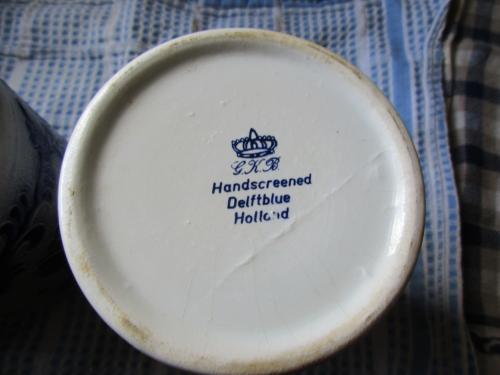 G.K.B.
Handscreened
Delftblue
Holland